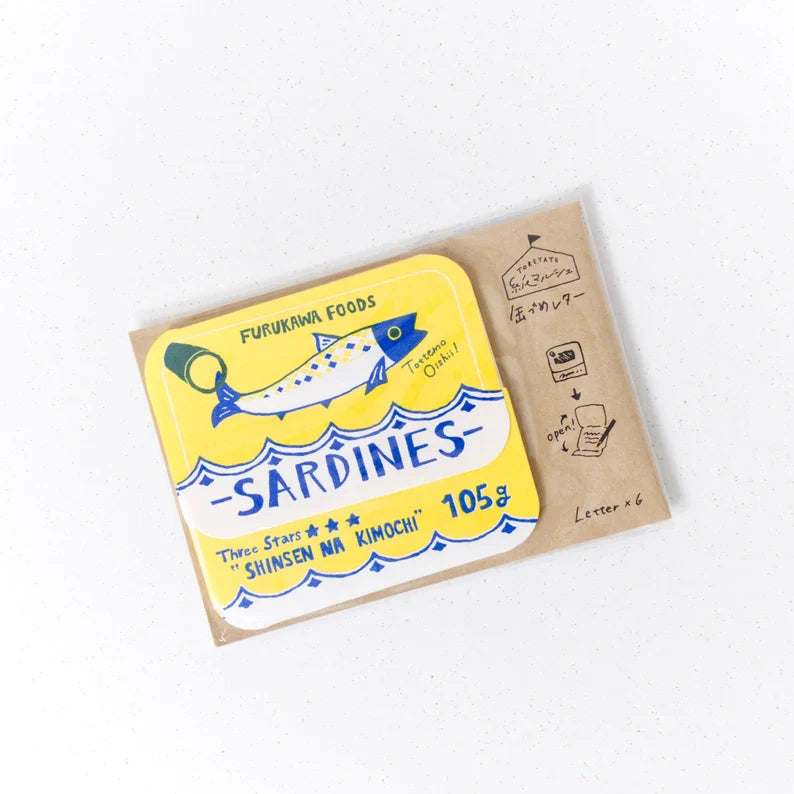 FURUKAWA FOODS
Tottemo
Oishii!
-SARDINES-
Three Stars ★ ★ ★
"SHINSEN NA KIMOCHI"
105g
TORETATE
紙マルシェ
缶づめレター
open!
Letter × 6